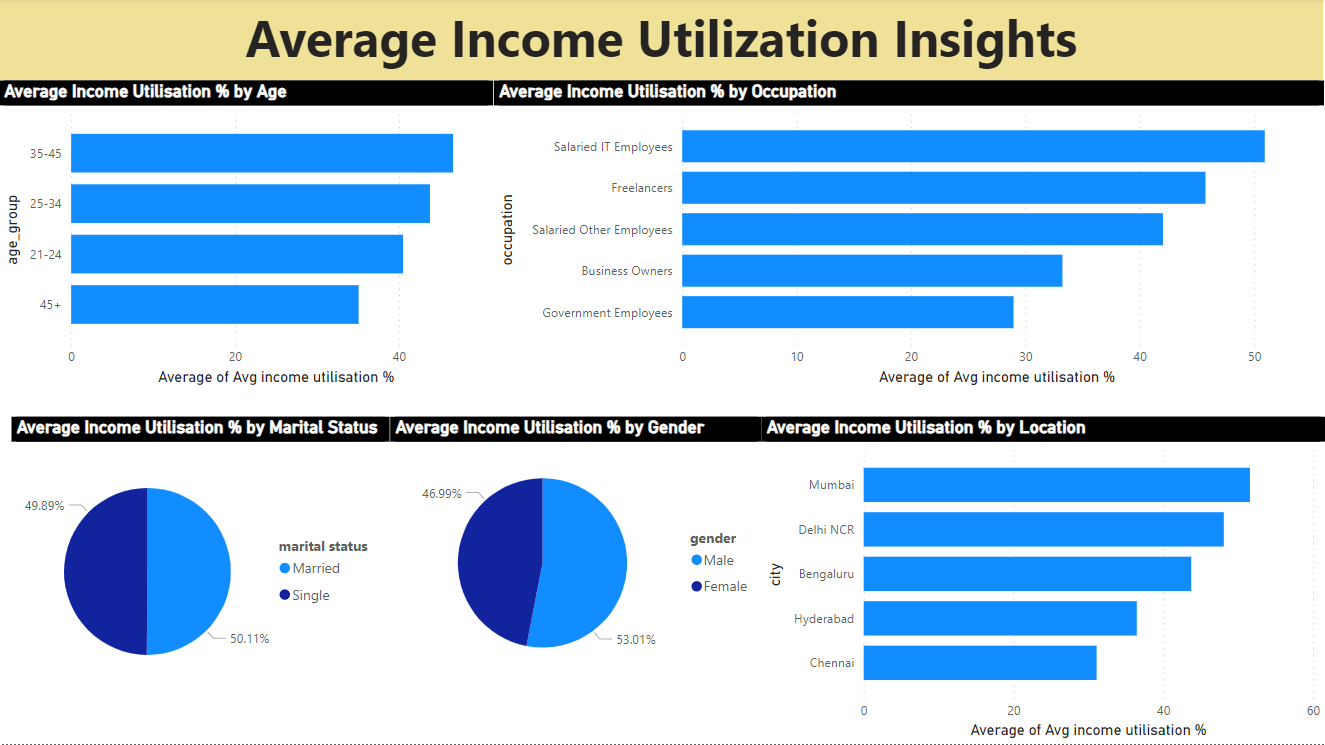 Average Income Utilization Insights
Average Income Utilisation % by Age
35-45
25-34
21-24
45+
age_group
0 20 40
Average of Avg income utilisation %
Average Income Utilisation % by Occupation
Salaried IT Employees
Freelancers
Salaried Other Employees
Business Owners
Government Employees
occupation
0 10 20 30 40 50
Average of Avg income utilisation %
Average Income Utilisation % by Marital Status
49.89%
50.11%
marital status
Married
Single
Average Income Utilisation % by Gender
46.99%
53.01%
gender
Male
Female
Average Income Utilisation % by Location
Mumbai
Delhi NCR
Bengaluru
Hyderabad
Chennai
city
0 20 40 60
Average of Avg income utilisation %